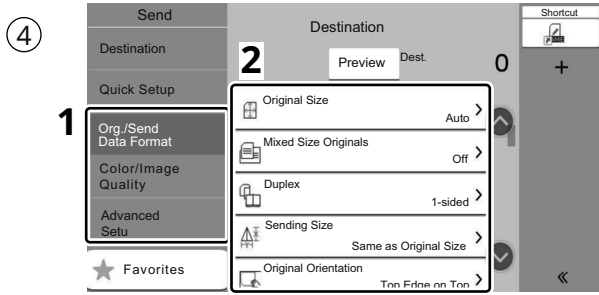 ④
Send
Destination
Quick Setup
1
Org./Send
Data Format
Color/Image
Quality
Advanced
Setu
Favorites
Destination
2
Preview
Dest.
0
Original Size
Auto
Mixed Size Originals
Off
Duplex
1-sided
Sending Size
Same as Original Size
Original Orientation
Top Edge on Top
Shortcut
+
«